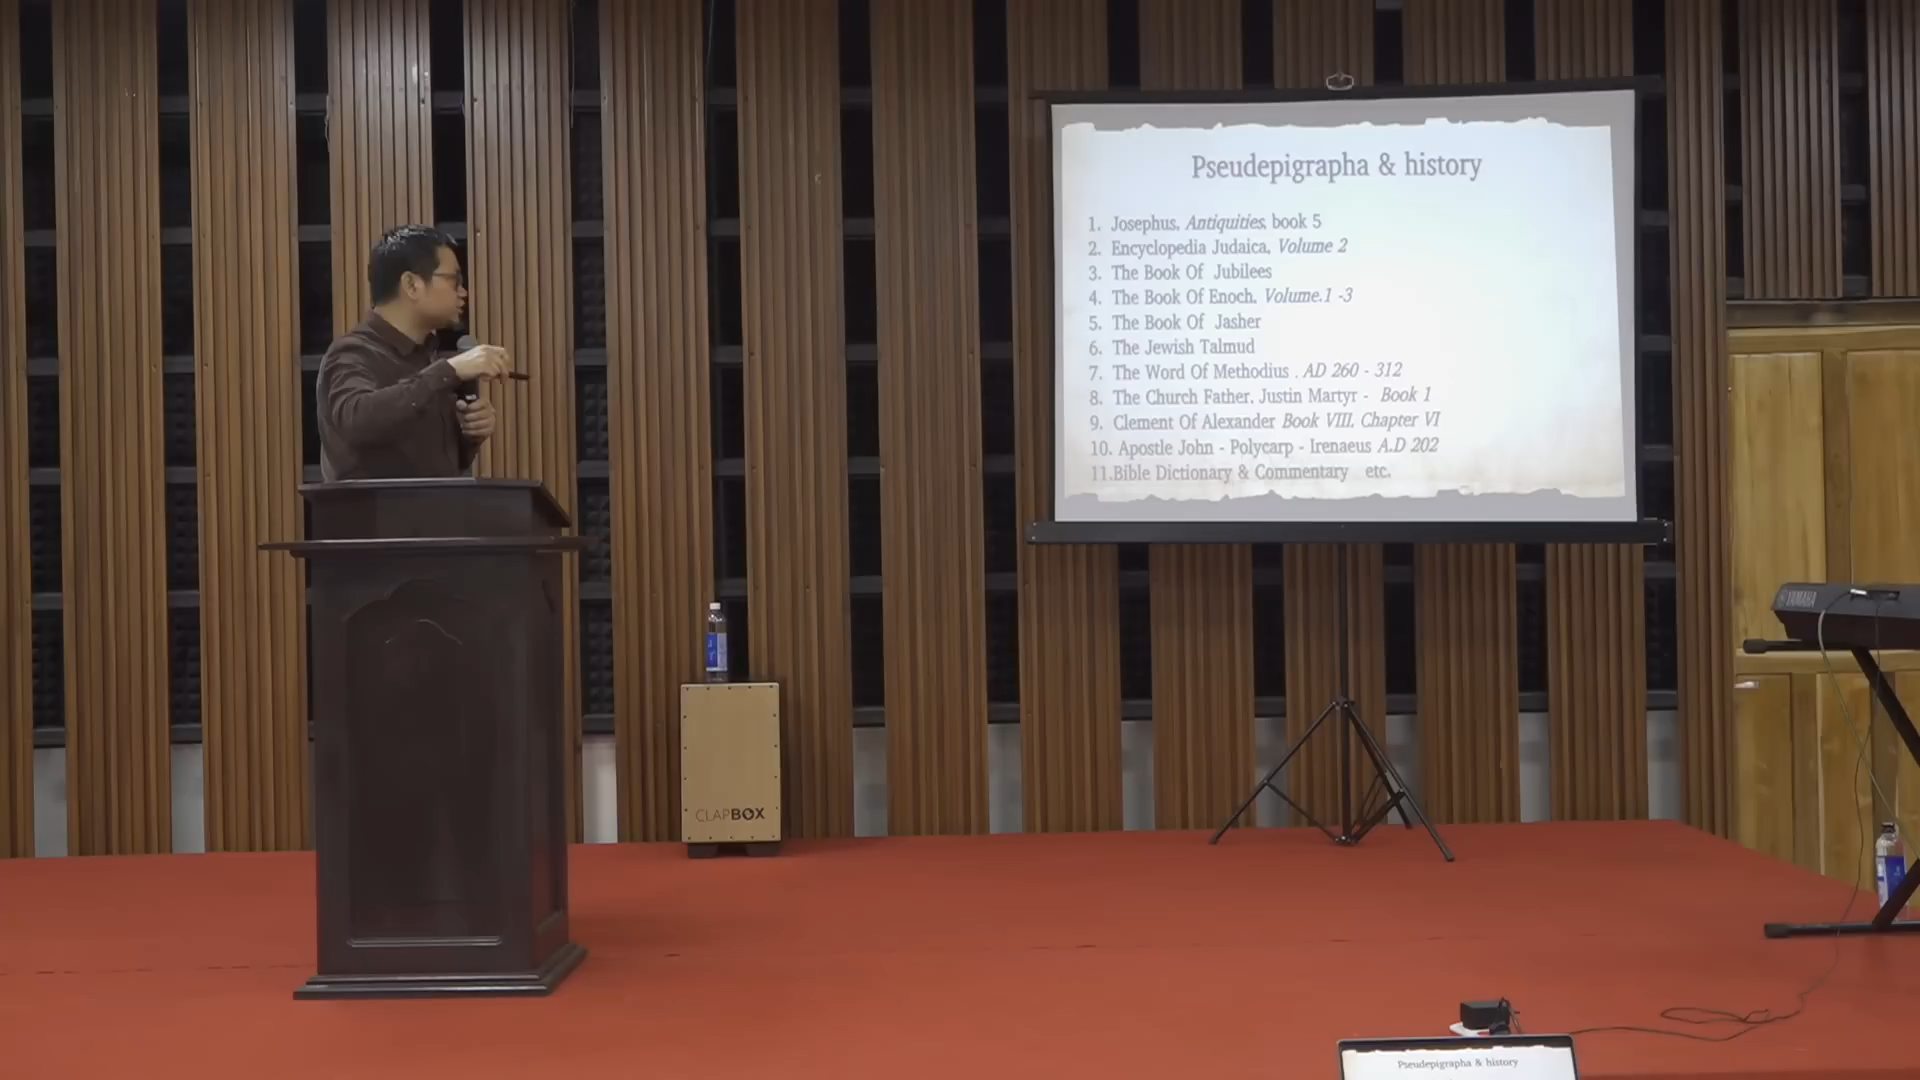 Pseudepigrapha & history
1. Josephus, Antiquities, book 5
2. Encyclopedia Judaica, Volume 2
3. The Book Of Jubilees
4. The Book Of Enoch, Volume.1 -3
5. The Book Of Jasher
6. The Jewish Talmud
7. The Word Of Methodius . AD 260 - 312
8. The Church Father, Justin Martyr - Book 1
9. Clement Of Alexander Book VIII, Chapter VI
10. Apostle John - Polycarp - Irenaeus A.D 202
11.Bible Dictionary & Commentary etc.
YAMAHA
CLAPBOX
Pseudepigrapha & history